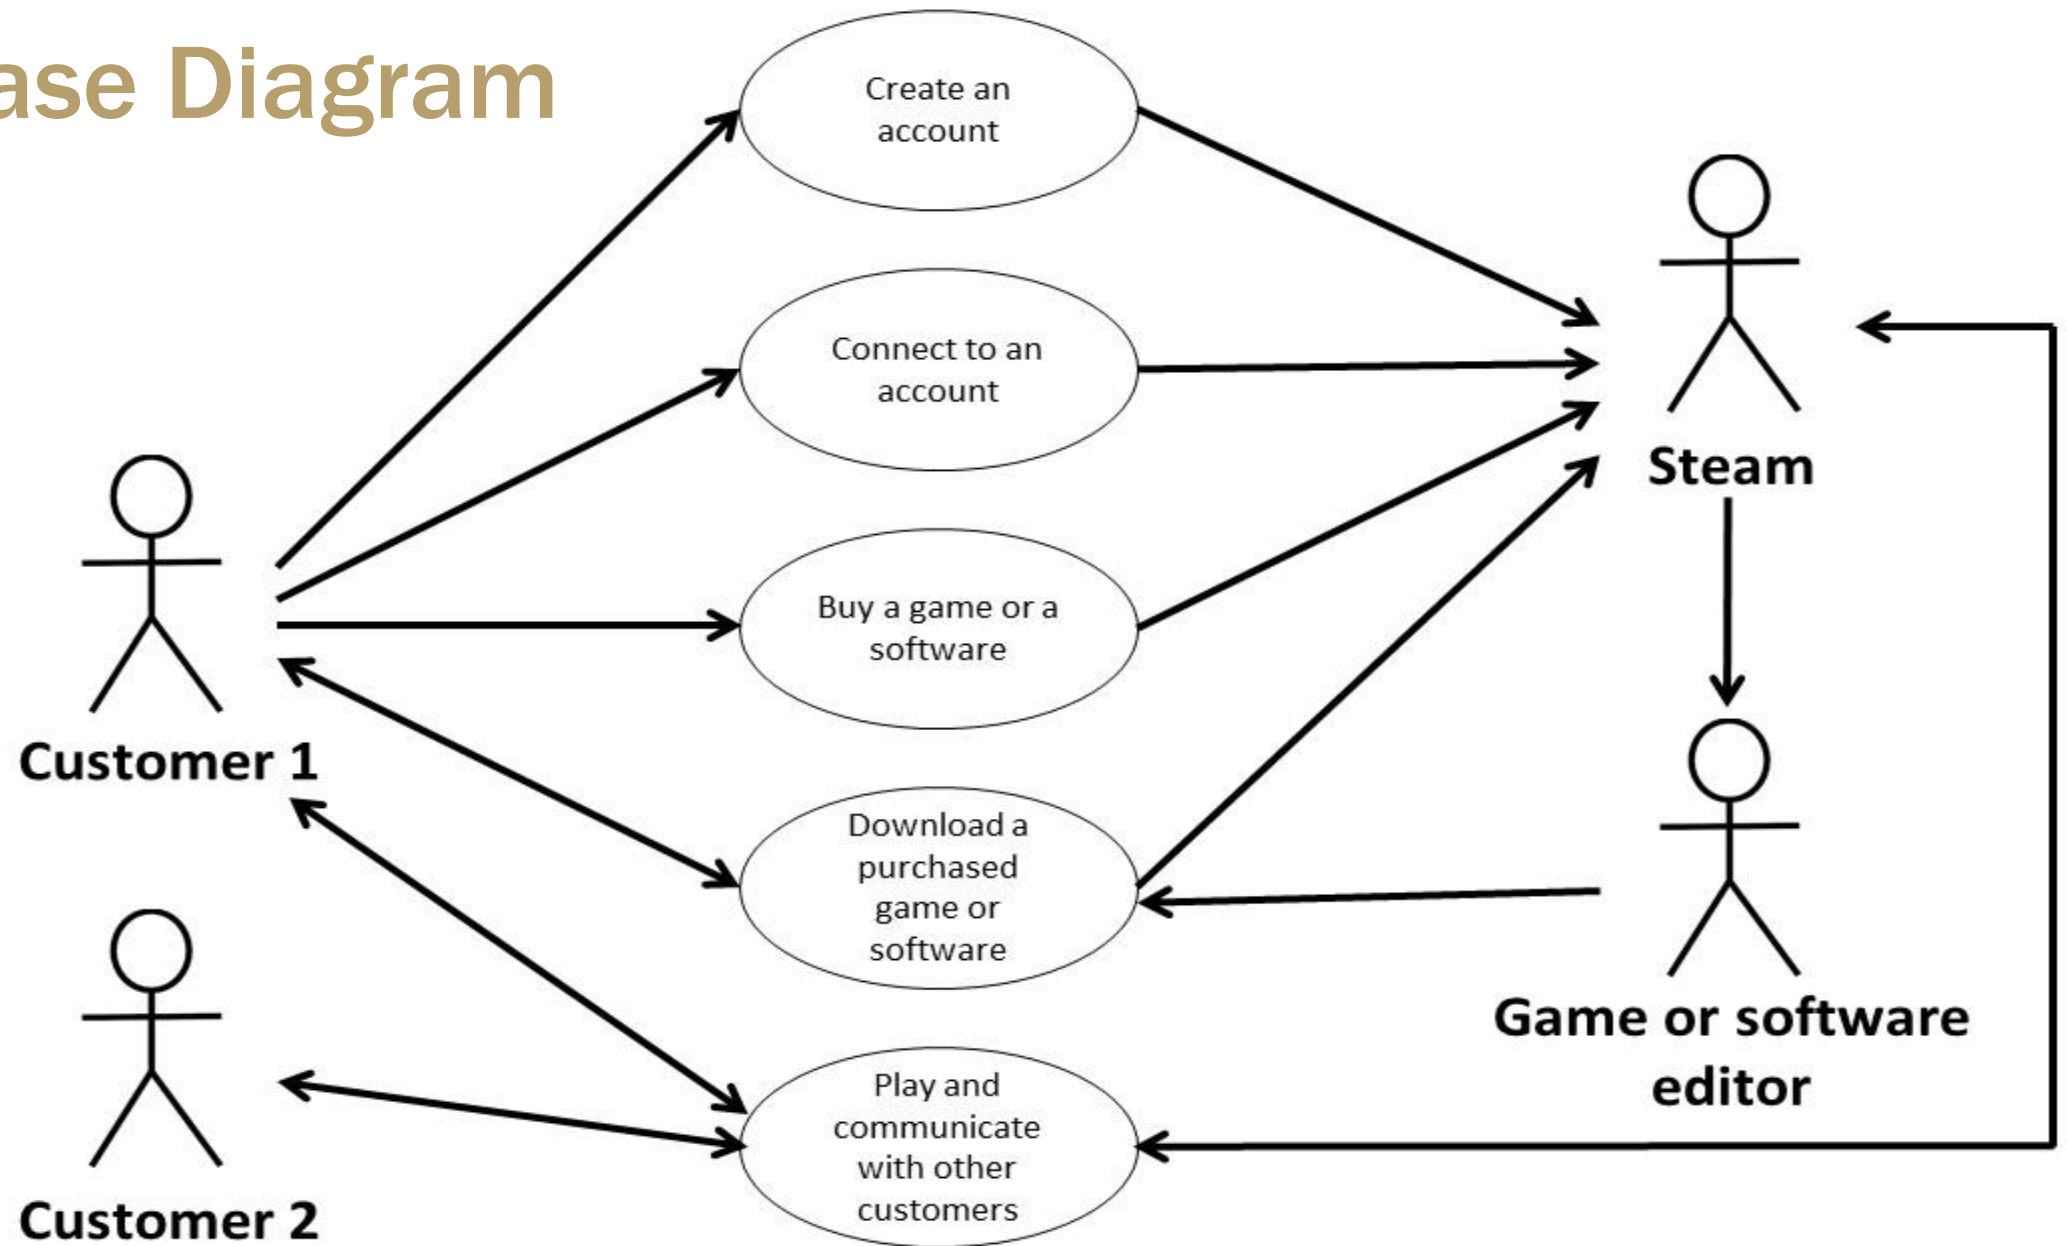 ase Diagram
Create an
account
Connect to an
account
Steam
Buy a game or a
software
Customer 1
Download a
purchased
game or
software
Game or software
editor
Play and
communicate
with other
customers
Customer 2